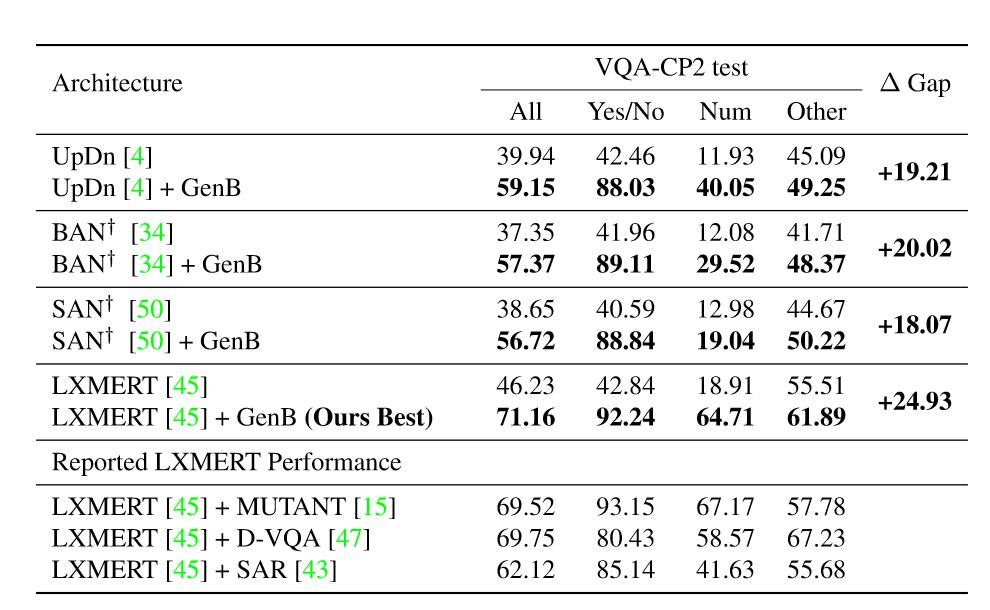 Architecture VQA-CP2 test Δ Gap
All Yes/No Num Other
UpDn [4] 39.94 42.46 11.93 45.09 +19.21
UpDn [4] + GenB 59.15 88.03 40.05 49.25
BAN† [34] 37.35 41.96 12.08 41.71 +20.02
BAN† [34] + GenB 57.37 89.11 29.52 48.37
SAN† [50] 38.65 40.59 12.98 44.67 +18.07
SAN† [50] + GenB 56.72 88.84 19.04 50.22
LXMERT [45] 46.23 42.84 18.91 55.51 +24.93
LXMERT [45] + GenB (Ours Best) 71.16 92.24 64.71 61.89
Reported LXMERT Performance
LXMERT [45] + MUTANT [15] 69.52 93.15 67.17 57.78
LXMERT [45] + D-VQA [47] 69.75 80.43 58.57 67.23
LXMERT [45] + SAR [43] 62.12 85.14 41.63 55.68